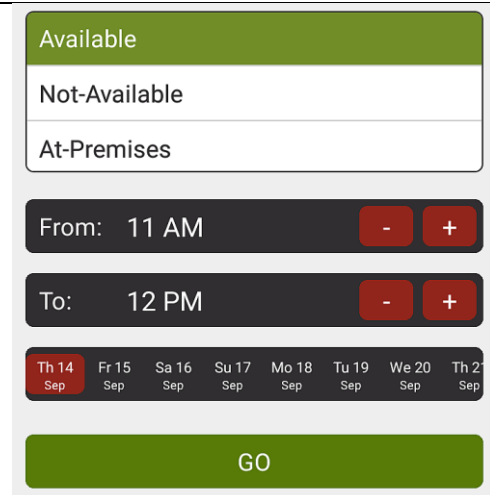 Available
Not-Available
At-Premises
From: 11 AM - +
To: 12 PM - +
Th 14 Fr 15 Sa 16 Su 17 Mo 18 Tu 19 We 20 Th
Sep Sep Sep Sep Sep Sep Sep Sep
GO